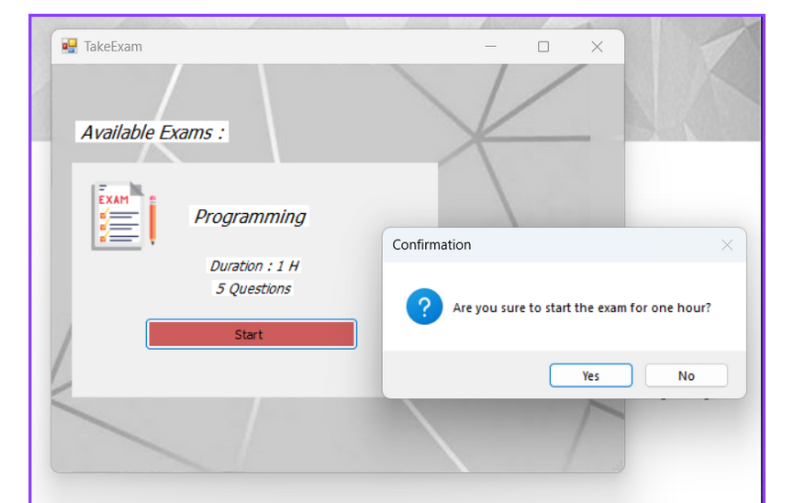 TakeExam
Available Exams :
EXAM
Programming
Duration : 1 H
5 Questions
Start
Confirmation
Are you sure to start the exam for one hour?
Yes
No